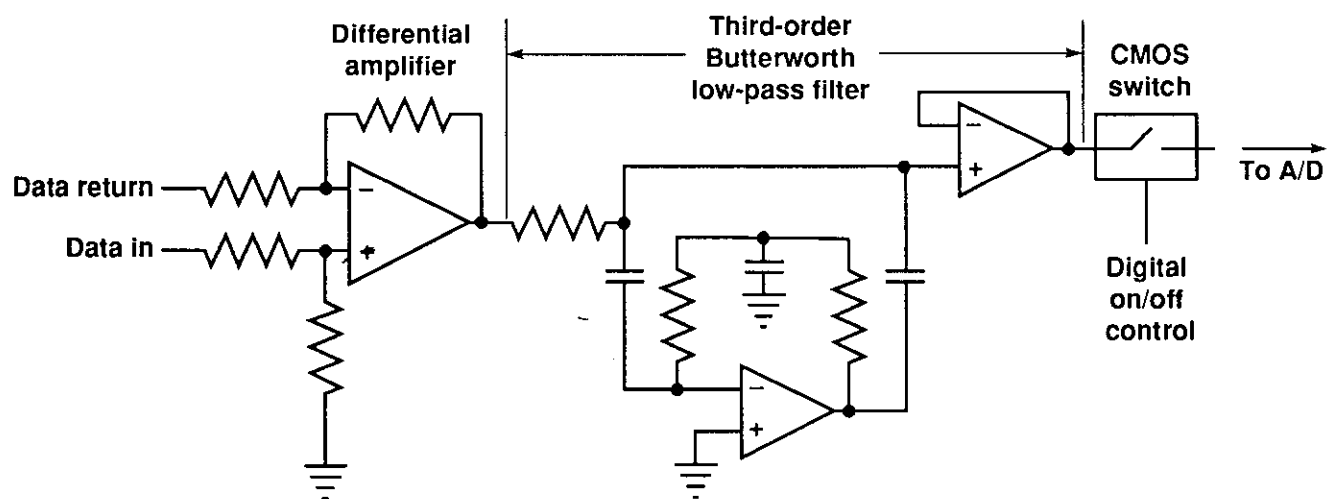 Differential
amplifier
Third-order
Butterworth
low-pass filter
CMOS
switch
Data return
Data in
-
+
-
+
-
+
To A/D
Digital
on/off
control